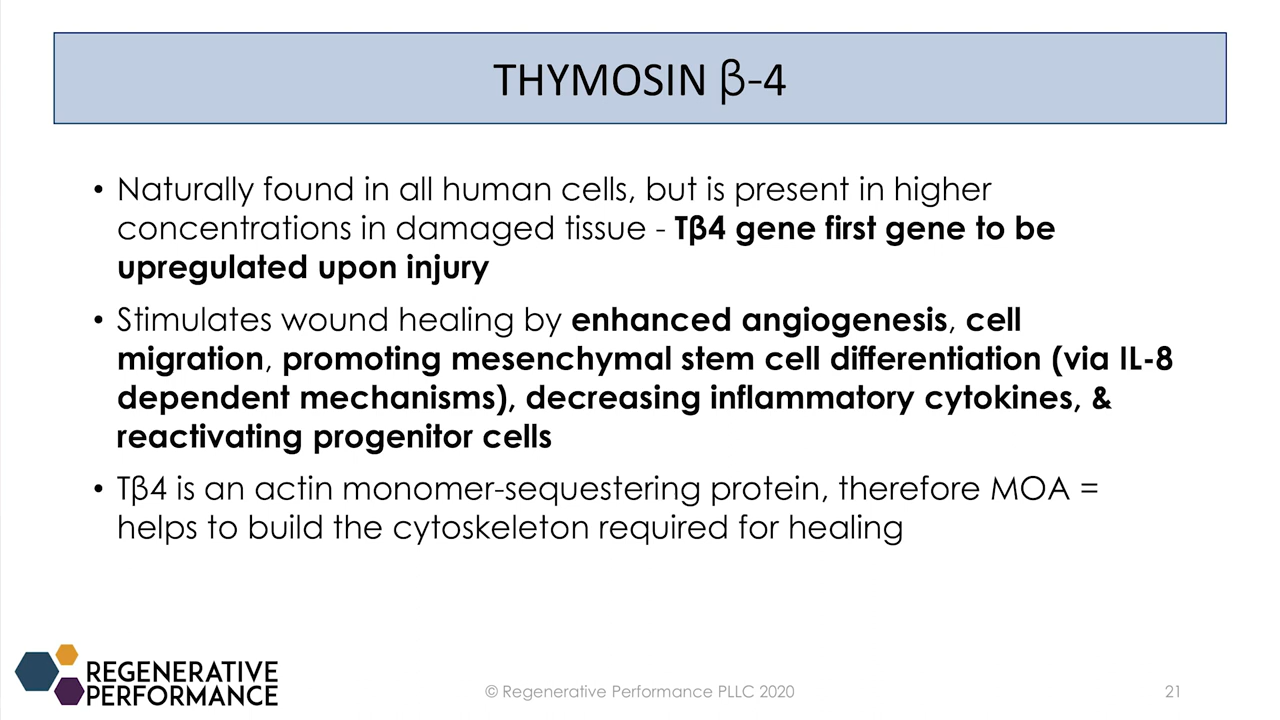 THYMOSIN β-4
• Naturally found in all human cells, but is present in higher
concentrations in damaged tissue - Tβ4 gene first gene to be
upregulated upon injury
• Stimulates wound healing by enhanced angiogenesis, cell
migration, promoting mesenchymal stem cell differentiation (via IL-8
dependent mechanisms), decreasing inflammatory cytokines, &
reactivating progenitor cells
• Tβ4 is an actin monomer-sequestering protein, therefore MOA =
helps to build the cytoskeleton required for healing
REGENERATIVE
PERFORMANCE
© Regenerative Performance PLLC 2020
21